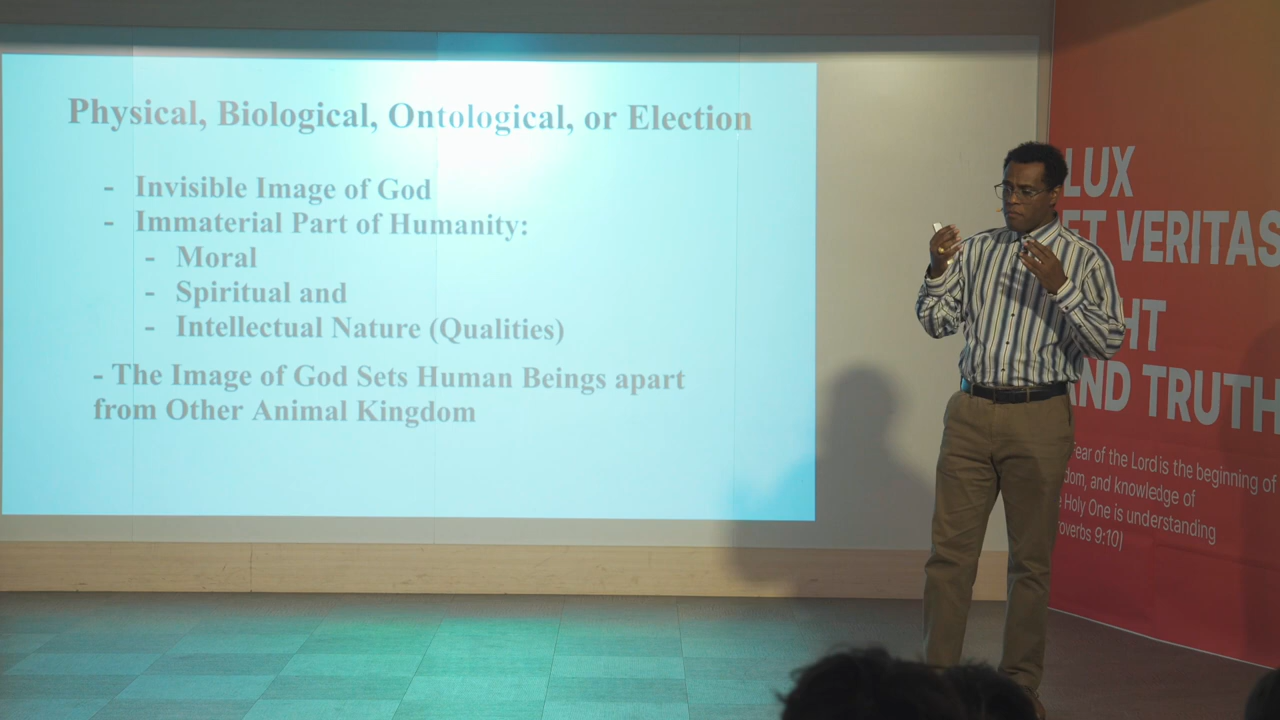 Physical, Biological, Ontological, or Election
- Invisible Image of God
- Immaterial Part of Humanity:
- Moral
- Spiritual and
- Intellectual Nature (Qualities)
- The Image of God Sets Human Beings apart
from Other Animal Kingdom
LUX
ET VERITAS
HT
ND TRUTH
Fear of the Lord is the beginning of
dom, and knowledge of
Holy One is understanding
overbs 9:10)